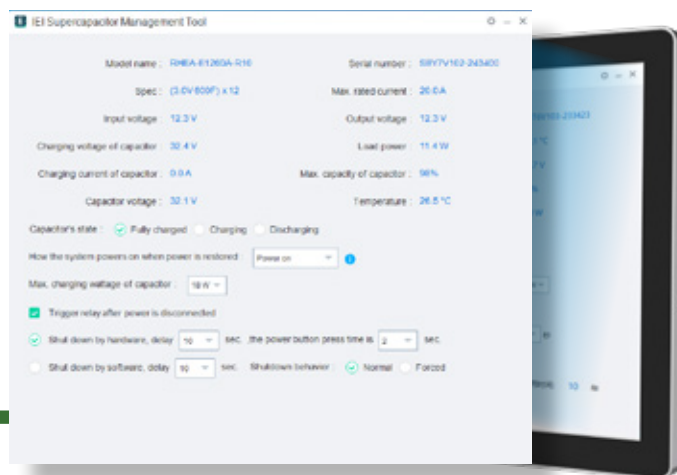 IEI Supercapacitor Management Tool
Model name : RHEA-E1260A-R10 Serial number :
Spec : (3.0V 600F) x 12 Max. rated current : 20.0 A
Input voltage : 12.3 V Output voltage : 12.3 V
Charging voltage of capacitor : 32.4 V Load power : 11.4 W
Charging current of capacitor : 0.0 A Max. capacity of capacitor : 98%
Capacitor voltage : 32.1 V Temperature : 26.5 °C
Capacitor's state : Fully charged Charging Discharging
How the system powers on when power is restored : Power on
Max. charging wattage of capacitor : W
Trigger relay after power is disconnected
Shut down by hardware, delay 10 sec. ,the power button press time is 2 sec.
Shut down by software, delay 10 sec. Shutdown behavior Normal Forced